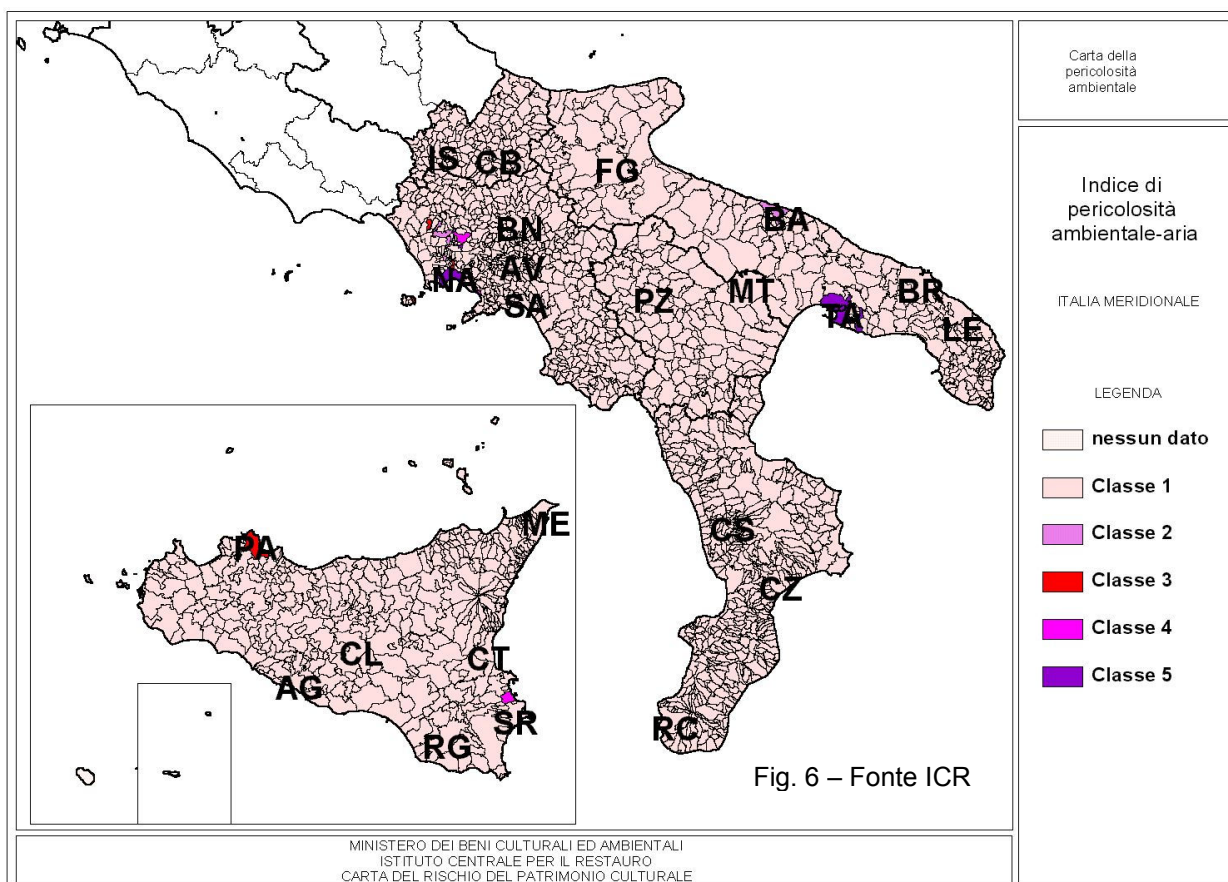 Carta della
pericolosità
ambientale
Indice di
pericolosità
ambientale-aria
ITALIA MERIDIONALE
LEGENDA
nessun dato
Classe 1
Classe 2
Classe 3
Classe 4
Classe 5
IS
CB
FG
BA
BN
NA
AV
SA
PZ
MT
TA
BR
LE
CS
CZ
RC
ME
PA
CL
CT
AG
SR
RG
Fig. 6 – Fonte ICR
MINISTERO DEI BENI CULTURALI ED AMBIENTALI
ISTITUTO CENTRALE PER IL RESTAURO
CARTA DEL RISCHIO DEL PATRIMONIO CULTURALE